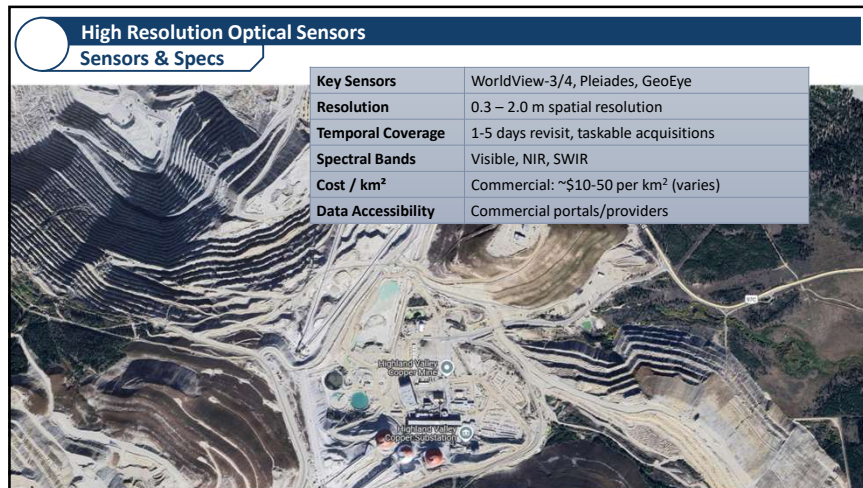 High Resolution Optical Sensors
Sensors & Specs
Key Sensors WorldView-3/4, Pleiades, GeoEye
Resolution 0.3 – 2.0 m spatial resolution
Temporal Coverage 1-5 days revisit, taskable acquisitions
Spectral Bands Visible, NIR, SWIR
Cost / km² Commercial: ~$10-50 per km² (varies)
Data Accessibility Commercial portals/providers
97C
Highland Valley
Copper Mine
Highland Valley
Copper Substation